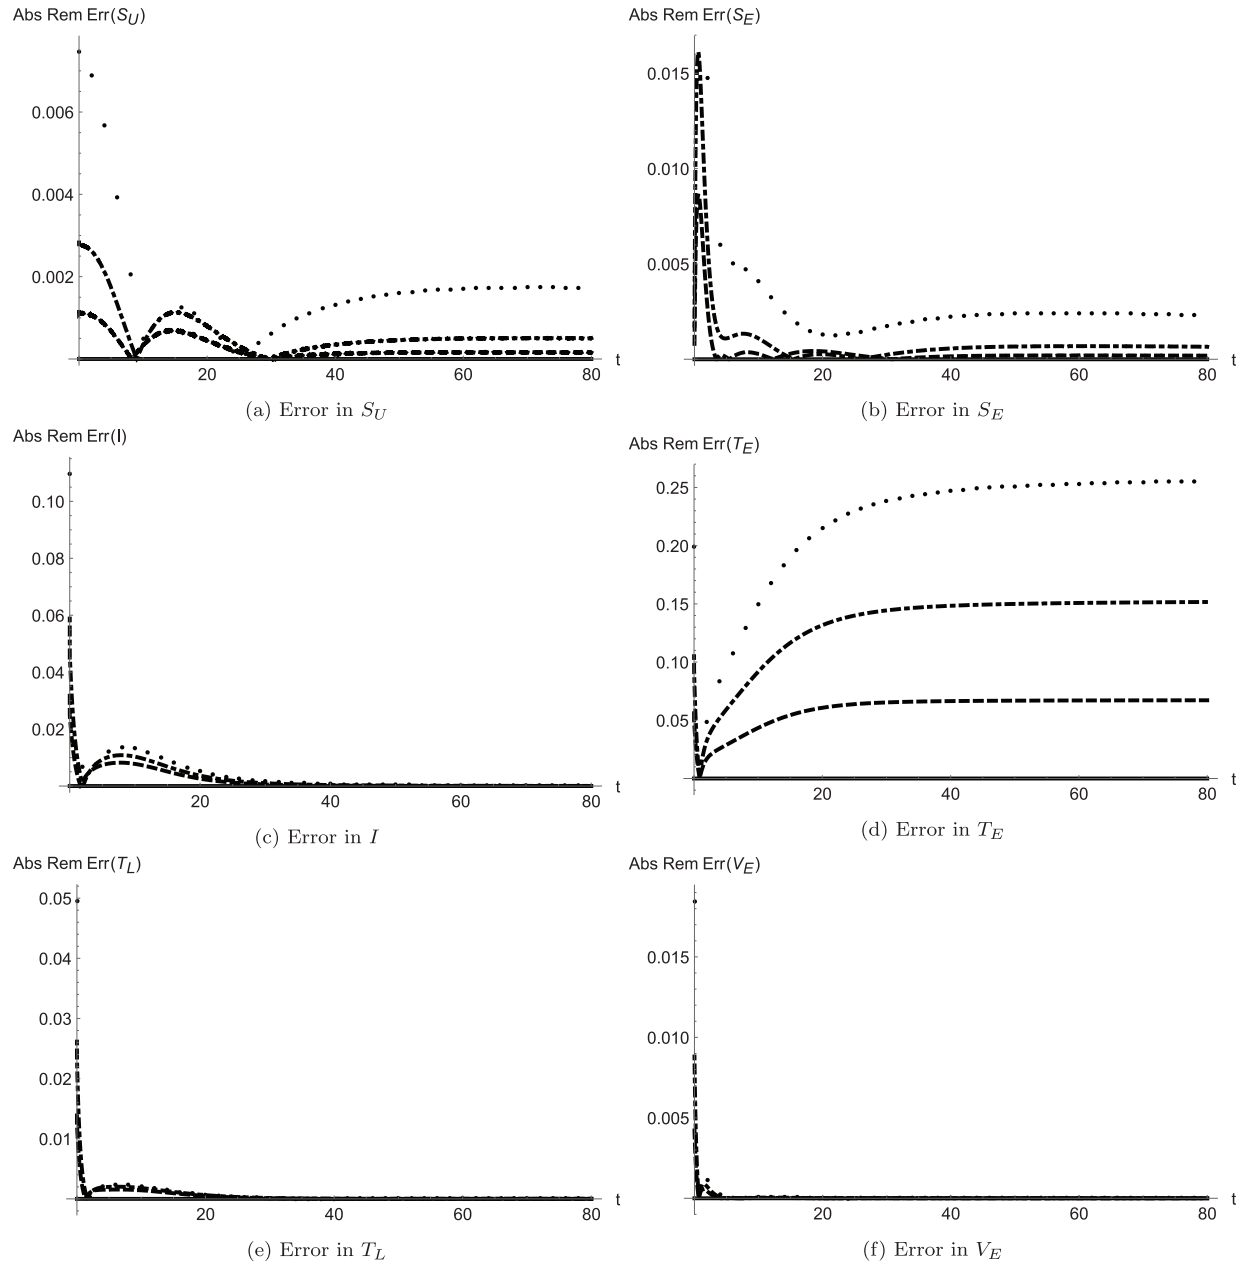 Abs Rem Err(S_U)
0.006
0.004
0.002
20 40 60 80 t
(a) Error in S_U
Abs Rem Err(S_E)
0.015
0.010
0.005
20 40 60 80 t
(b) Error in S_E
Abs Rem Err(I)
0.10
0.08
0.06
0.04
0.02
20 40 60 80 t
(c) Error in I
Abs Rem Err(T_E)
0.25
0.20
0.15
0.10
0.05
20 40 60 80 t
(d) Error in T_E
Abs Rem Err(T_L)
0.05
0.04
0.03
0.02
0.01
20 40 60 80 t
(e) Error in T_L
Abs Rem Err(V_E)
0.015
0.010
0.005
20 40 60 80 t
(f) Error in V_E